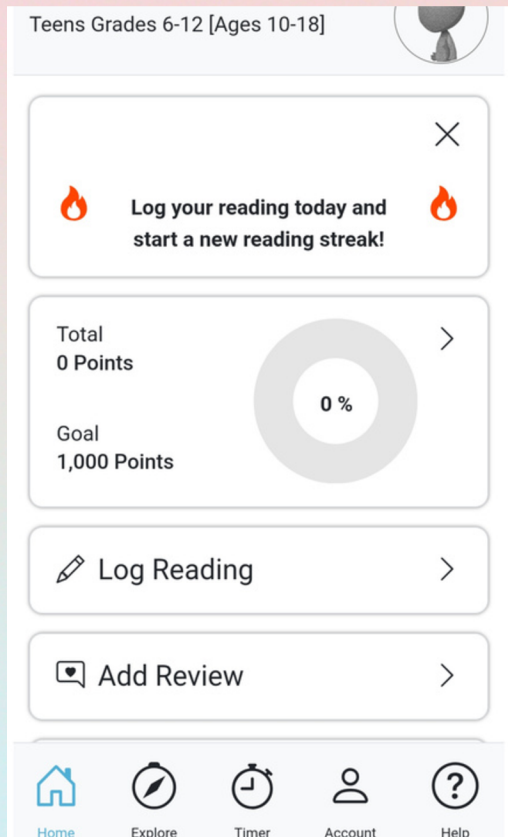 Teens Grades 6-12 [Ages 10-18]
Log your reading today and
start a new reading streak!
Total
0 Points
0 %
Goal
1,000 Points
Log Reading
Add Review
Home
Explore
Timer
Account
Help